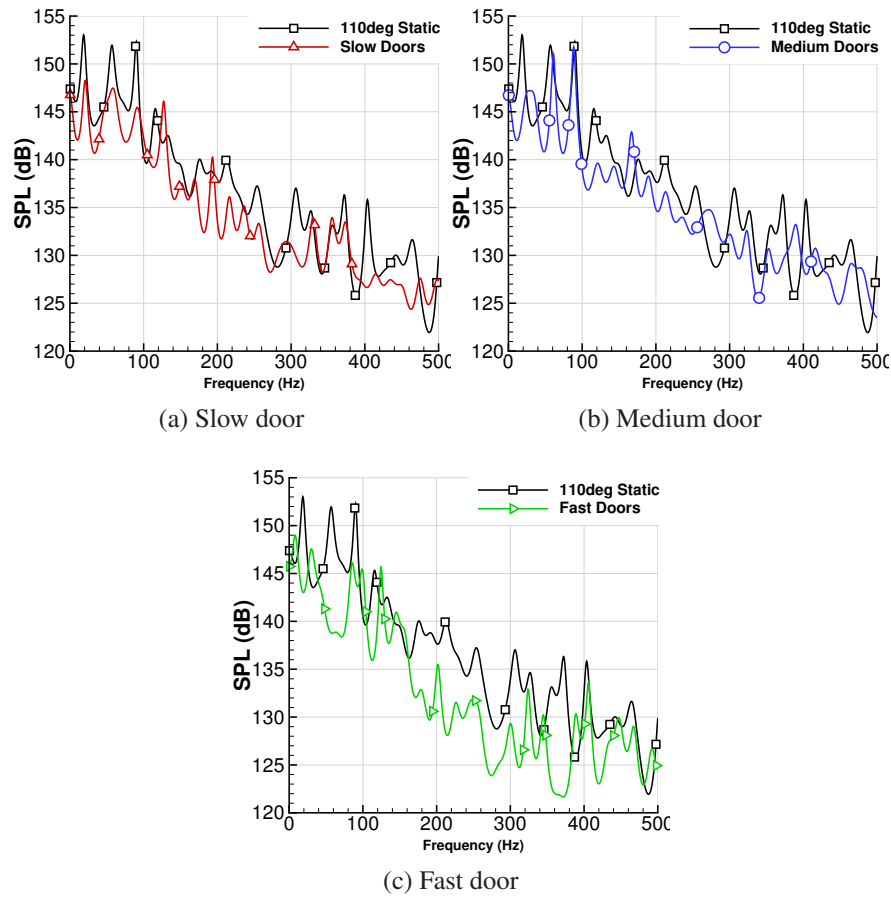 155
150
145
140
135
130
125
120
SPL (dB)
110deg Static
Slow Doors
0 100 200 300 400 500
Frequency (Hz)
(a) Slow door
155
150
145
140
135
130
125
120
SPL (dB)
110deg Static
Medium Doors
0 100 200 300 400 500
Frequency (Hz)
(b) Medium door
155
150
145
140
135
130
125
120
SPL (dB)
110deg Static
Fast Doors
0 100 200 300 400 500
Frequency (Hz)
(c) Fast door